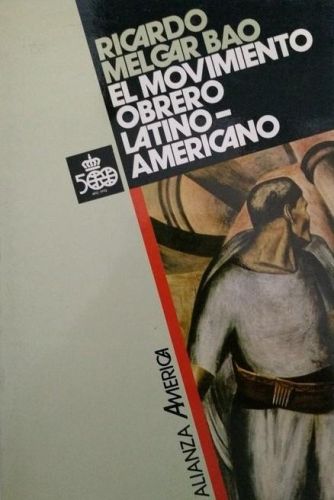 RICARDO
MELGAR BAO
EL MOVIMIENTO
OBRERO
LATINO-
AMERICANO
500
ALIANZA AMERICA